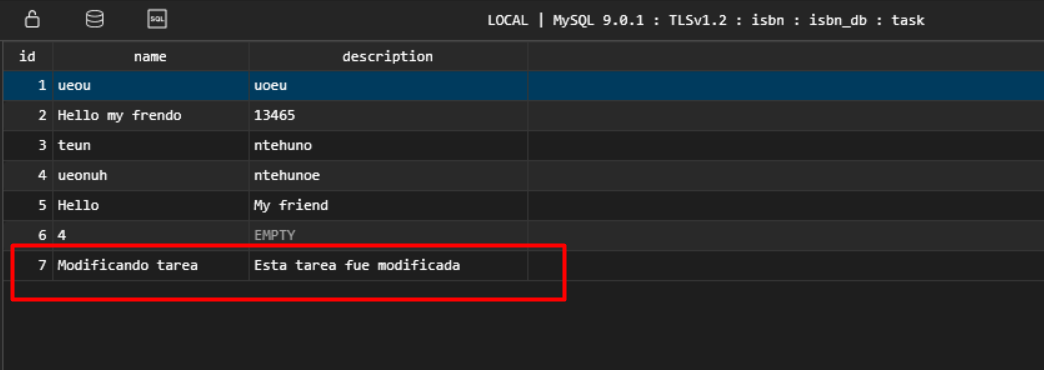 SQL
LOCAL | MySQL 9.0.1 : TLSv1.2 : isbn : isbn_db : task
id name description
1 ueou uoeu
2 Hello my frendo 13465
3 teun ntehuno
4 ueonuh ntehunoe
5 Hello My friend
6 4 EMPTY
7 Modificando tarea Esta tarea fue modificada